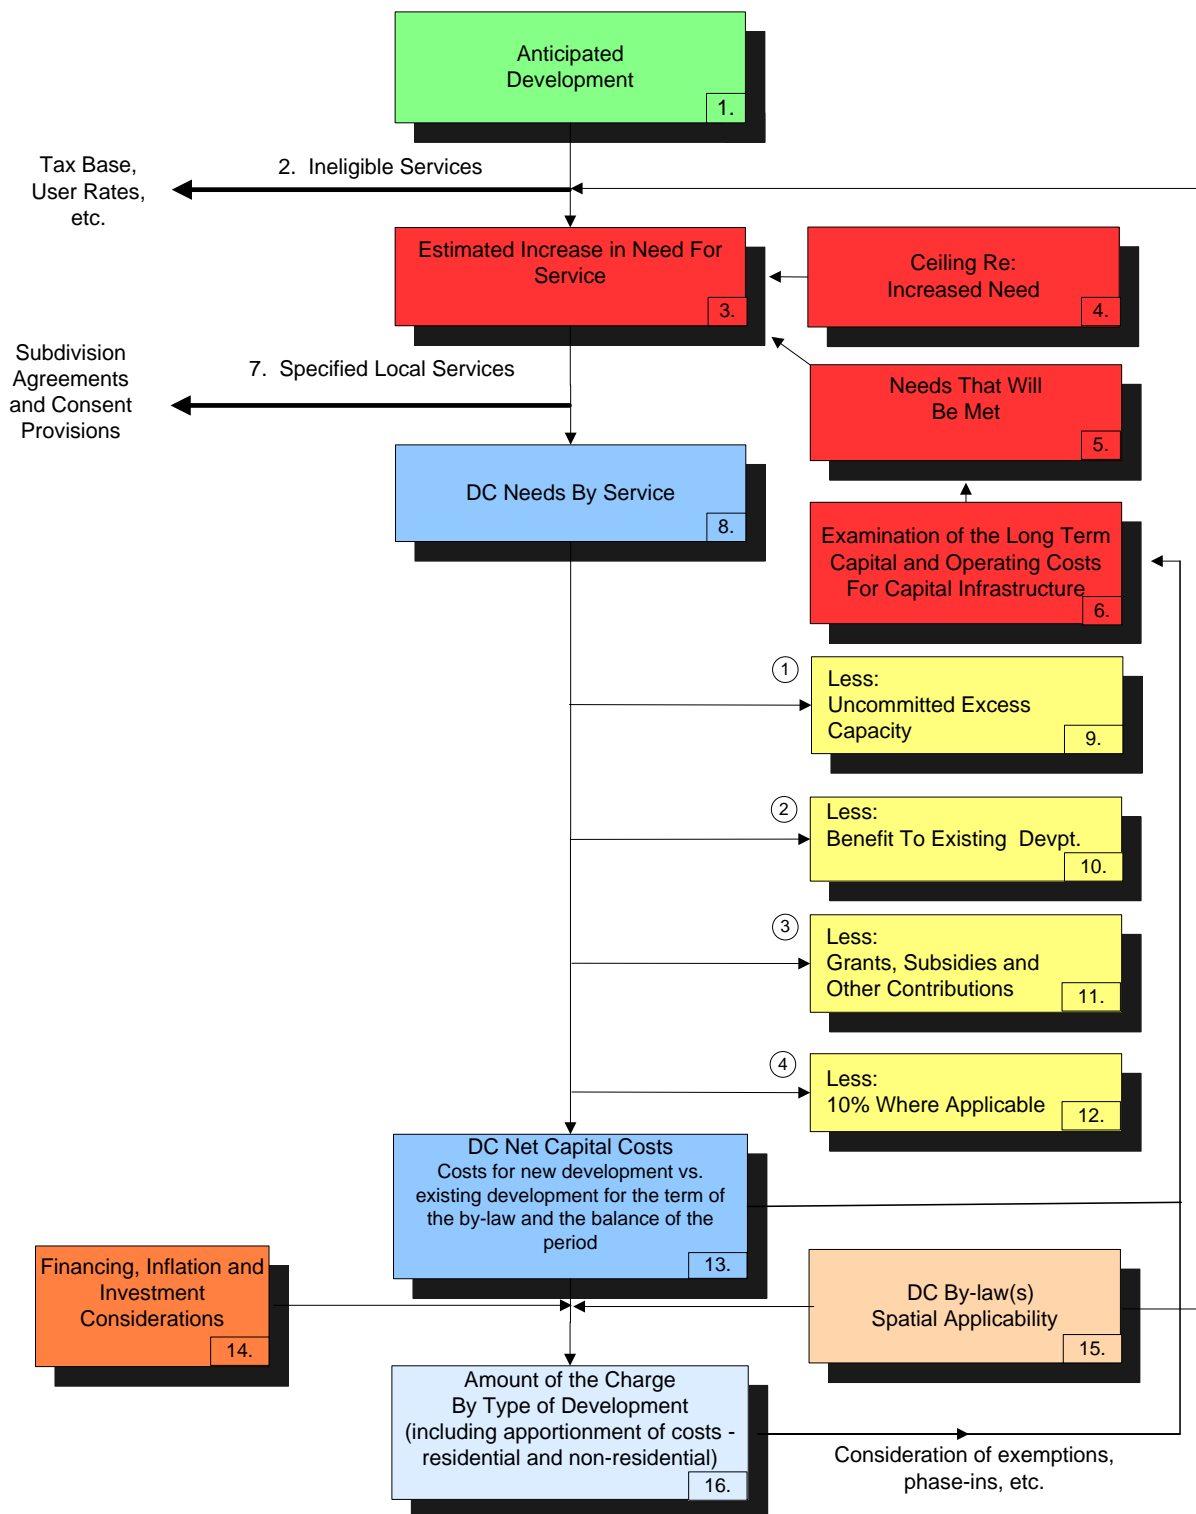 Anticipated
Development
1.
2.  Ineligible Services
Tax Base,
User Rates,
etc.
Estimated Increase in Need For
Service
3.
Ceiling Re:
Increased Need
4.
Needs That Will
Be Met
5.
Examination of the Long Term
Capital and Operating Costs
For Capital Infrastructure
6.
7.  Specified Local Services
Subdivision
Agreements
and Consent
Provisions
DC Needs By Service
8.
1
Less:
Uncommitted Excess
Capacity
9.
2
Less:
Benefit To Existing  Devpt.
10.
3
Less:
Grants, Subsidies and
Other Contributions
11.
4
Less:
10% Where Applicable
12.
DC Net Capital Costs
Costs for new development vs.
existing development for the term of
the by-law and the balance of the
period
13.
Financing, Inflation and
Investment
Considerations
14.
DC By-law(s)
Spatial Applicability
15.
Amount of the Charge
By Type of Development
(including apportionment of costs -
residential and non-residential)
16.
Consideration of exemptions,
phase-ins, etc.